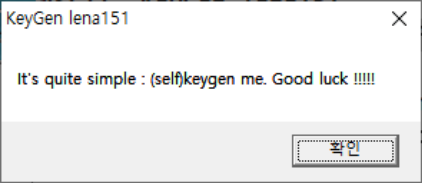 KeyGen lena151
It's quite simple : (self)keygen me. Good luck !!!!!
확인